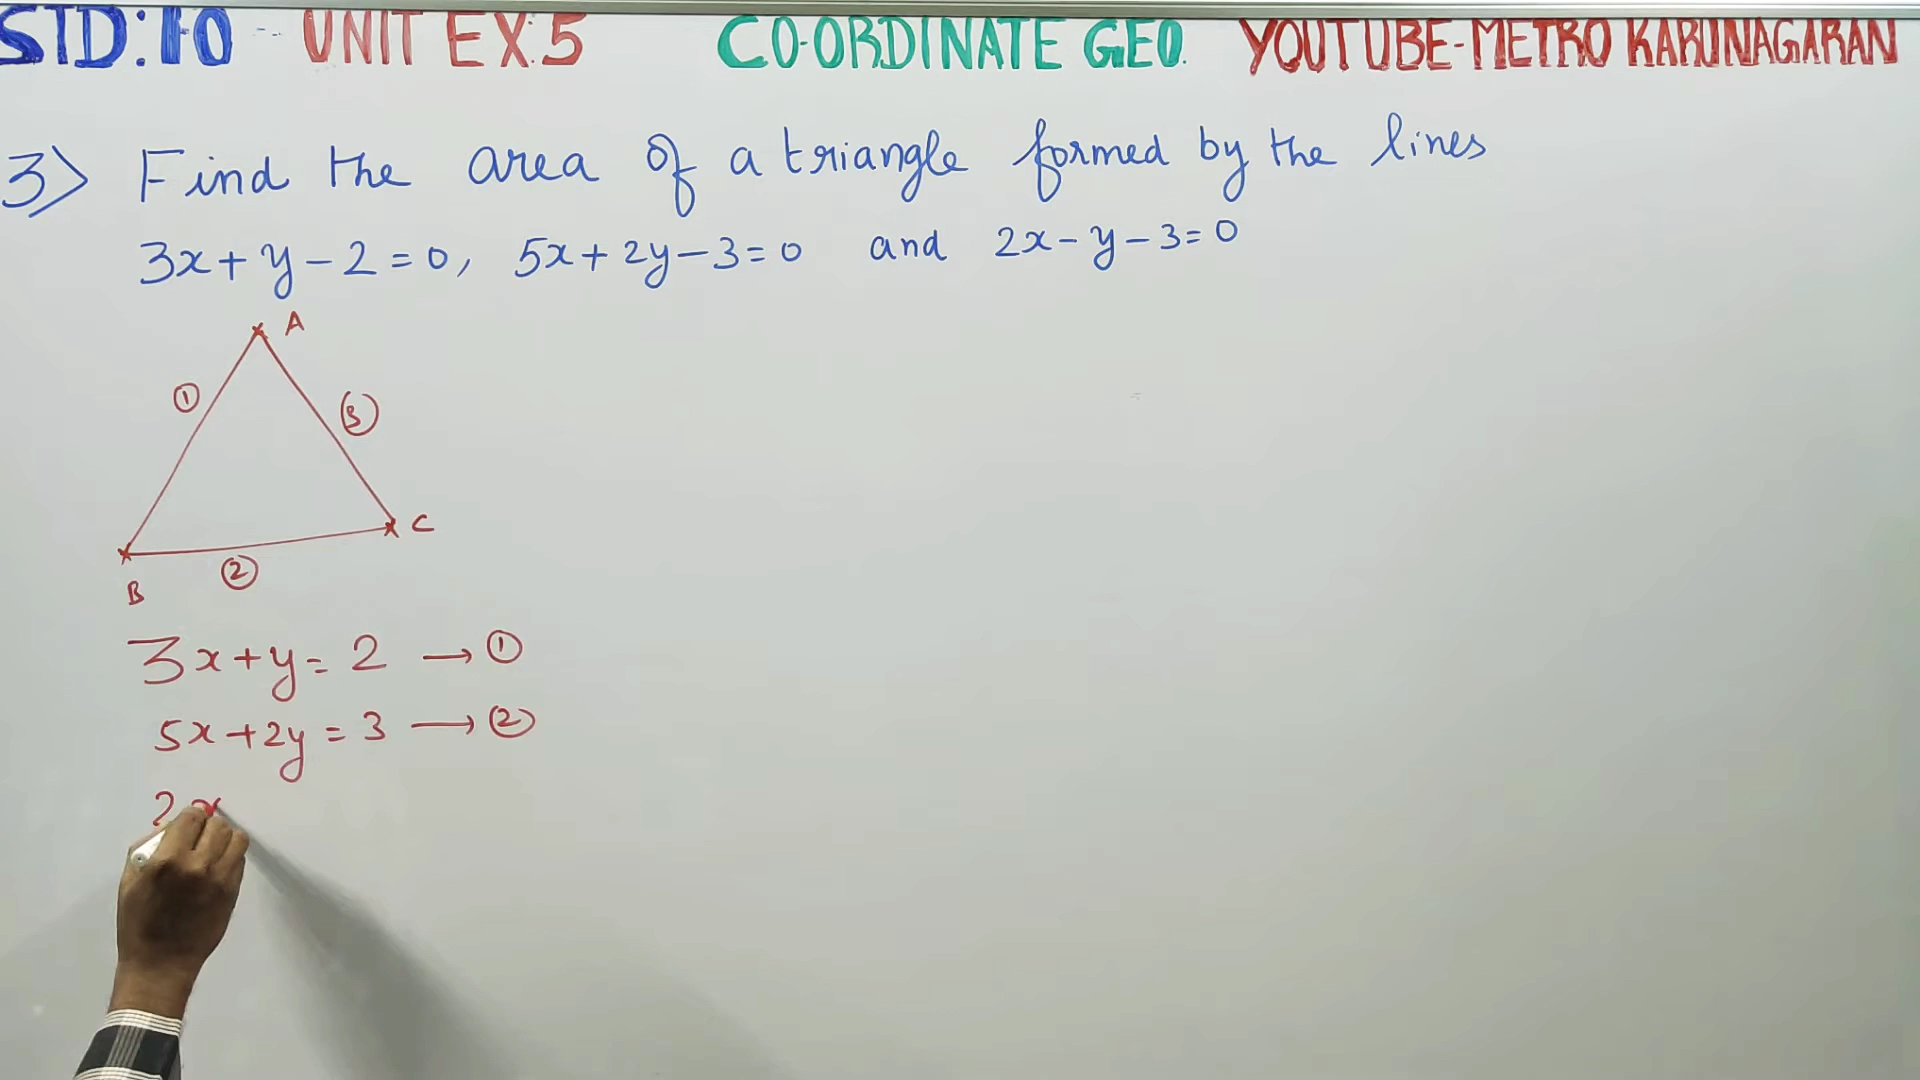 STD: 10 -- UNIT EX: 5 CO-ORDINATE GEO. YOUTUBE-METRO KARUNAGARAN
3) Find the area of a triangle formed by the lines
3x + y - 2 = 0, 5x + 2y - 3 = 0 and 2x - y - 3 = 0
A
① ③
C
②
B
3x + y = 2 → ①
5x + 2y = 3 → ②
2x